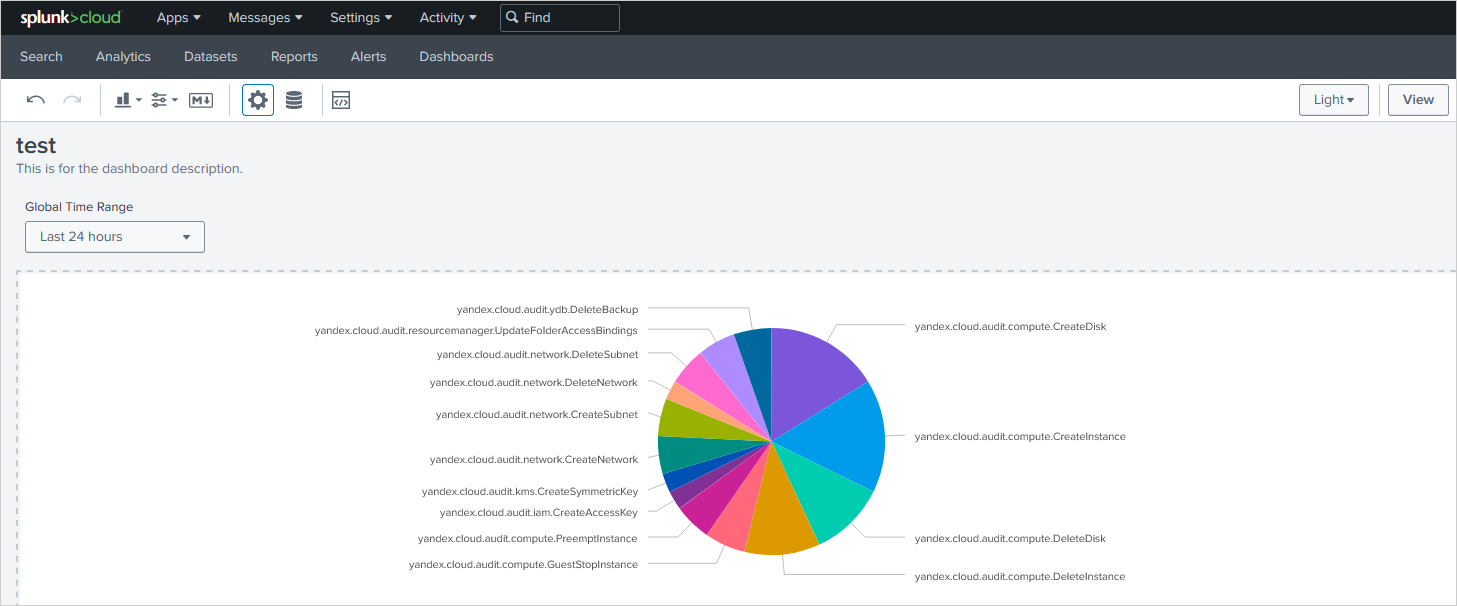 splunk>cloud Apps Messages Settings Activity Find
Search Analytics Datasets Reports Alerts Dashboards
M Light View
test
This is for the dashboard description.
Global Time Range
Last 24 hours
yandex.cloud.audit.ydb.DeleteBackup
yandex.cloud.audit.resourcemanager.UpdateFolderAccessBindings
yandex.cloud.audit.network.DeleteSubnet
yandex.cloud.audit.network.DeleteNetwork
yandex.cloud.audit.network.CreateSubnet
yandex.cloud.audit.network.CreateNetwork
yandex.cloud.audit.kms.CreateSymmetricKey
yandex.cloud.audit.iam.CreateAccessKey
yandex.cloud.audit.compute.PreemptInstance
yandex.cloud.audit.compute.GuestStopInstance
yandex.cloud.audit.compute.CreateDisk
yandex.cloud.audit.compute.CreateInstance
yandex.cloud.audit.compute.DeleteDisk
yandex.cloud.audit.compute.DeleteInstance